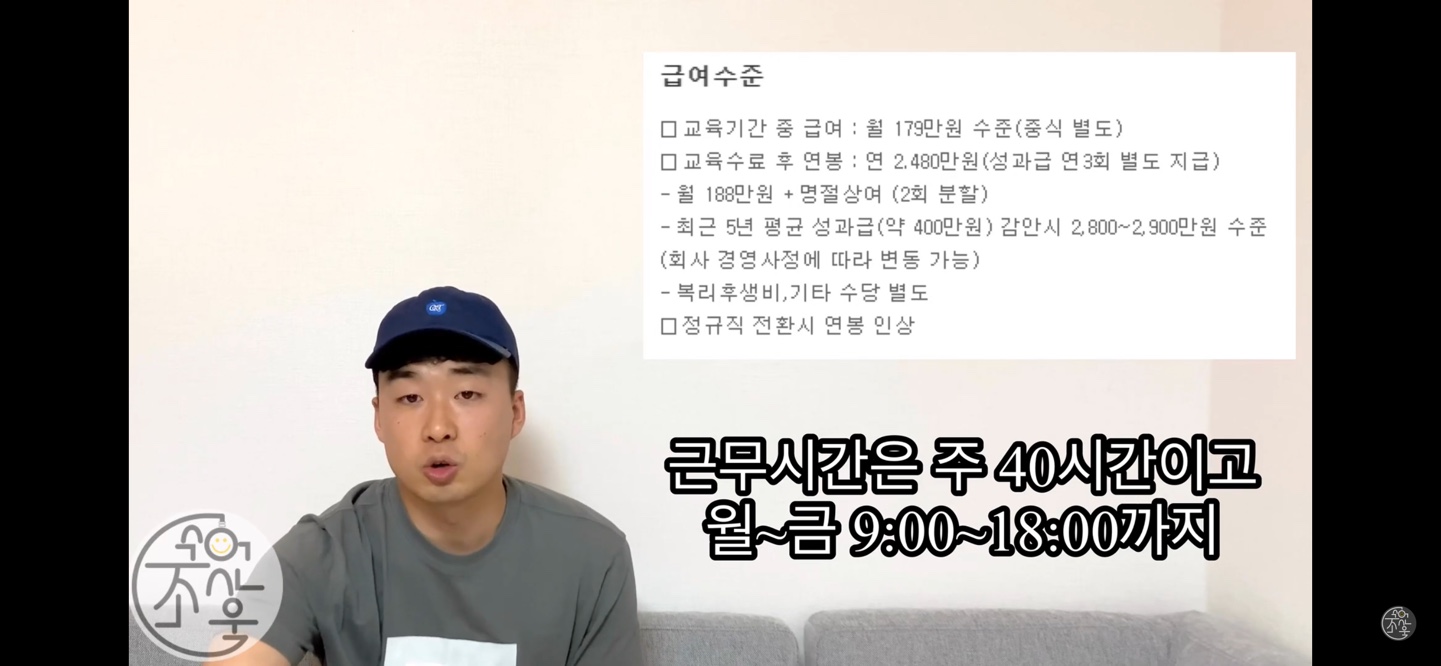 급여수준
□ 교육기간 중 급여 : 월 179만원 수준(중식 별도)
□ 교육수료 후 연봉 : 연 2.480만원(성과급 연3회 별도 지급)
- 월 188만원 + 명절상여 (2회 분할)
- 최근 5년 평균 성과급(약 400만원) 감안시 2,800~2,900만원 수준
(회사 경영사정에 따라 변동 가능)
- 복리후생비,기타 수당 별도
□ 정규직 전환시 연봉 인상
근무시간은 주 40시간이고
월~금 9:00~18:00까지